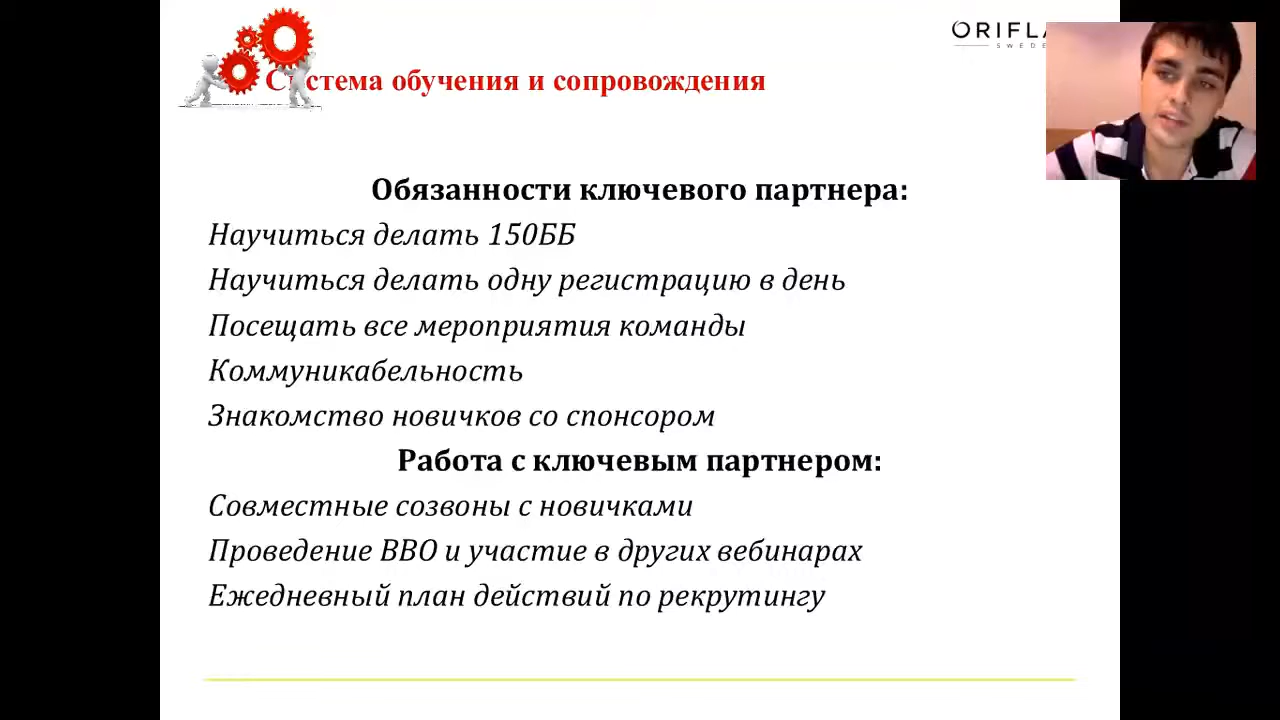 ORIFLA
SWEDE
Система обучения и сопровождения
Обязанности ключевого партнера:
Научиться делать 150ББ
Научиться делать одну регистрацию в день
Посещать все мероприятия команды
Коммуникабельность
Знакомство новичков со спонсором
Работа с ключевым партнером:
Совместные созвоны с новичками
Проведение ВВО и участие в других вебинарах
Ежедневный план действий по рекрутингу